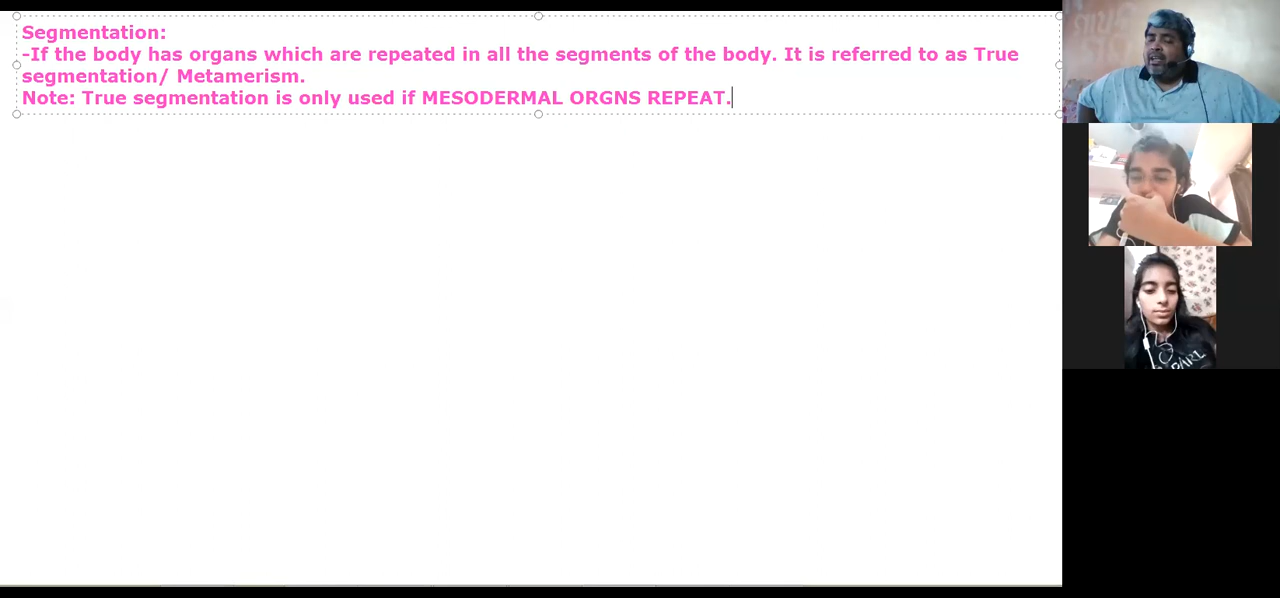 Segmentation:
-If the body has organs which are repeated in all the segments of the body. It is referred to as True
segmentation/ Metamerism.
Note: True segmentation is only used if MESODERMAL ORGNS REPEAT.